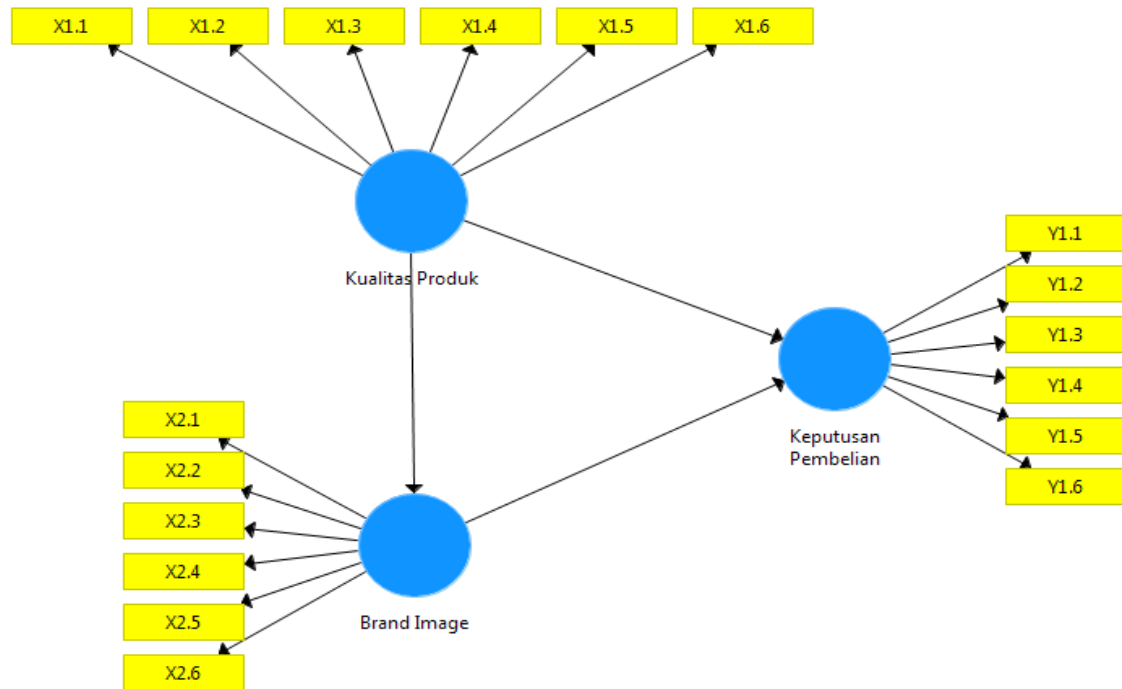 X1.1
X1.2
X1.3
X1.4
X1.5
X1.6
Kualitas Produk
Y1.1
Y1.2
Y1.3
Y1.4
Y1.5
Y1.6
Keputusan
Pembelian
X2.1
X2.2
X2.3
X2.4
X2.5
X2.6
Brand Image